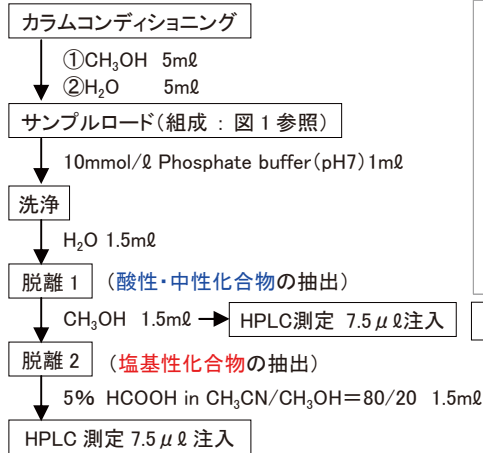 カラムコンディショニング
①CH₃OH 5mℓ
②H₂O 5mℓ
サンプルロード(組成 : 図1参照)
10mmol/ℓ Phosphate buffer(pH7)1mℓ
洗浄
H₂O 1.5mℓ
脱離1 (酸性・中性化合物の抽出)
CH₃OH 1.5mℓ → HPLC測定 7.5μℓ注入
脱離2 (塩基性化合物の抽出)
5% HCOOH in CH₃CN/CH₃OH=80/20 1.5mℓ
HPLC 測定 7.5μℓ 注入